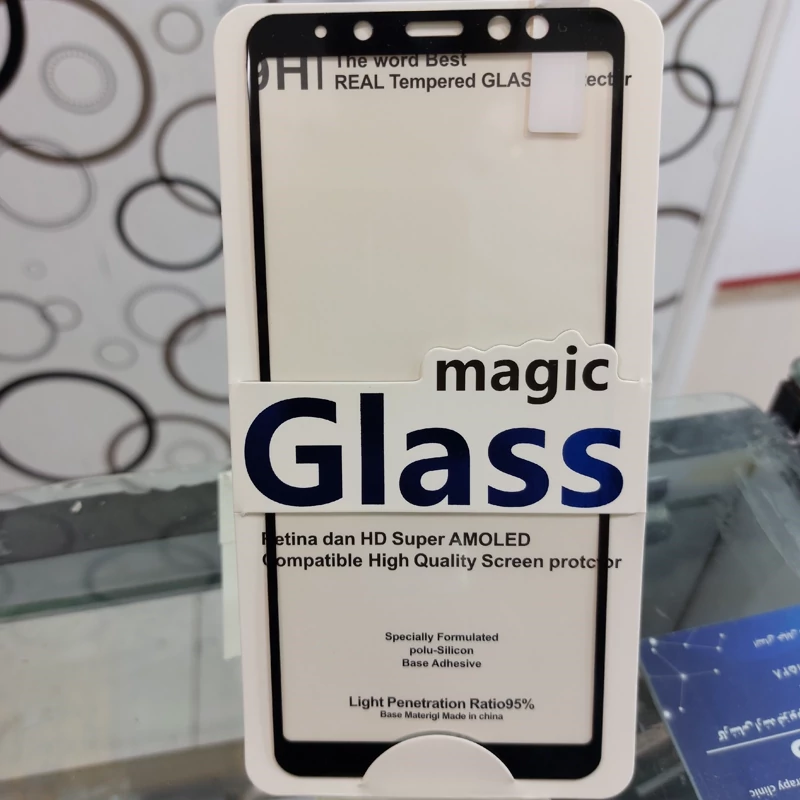 9H
The word Best
REAL Tempered
magic
Glass
Retina dan HD Super AMOLED
Compatible High Quality Screen protctor
Specially Formulated
polu-Silicon
Base Adhesive
Light Penetration Ratio95%
Base Materigl Made in china
clinic